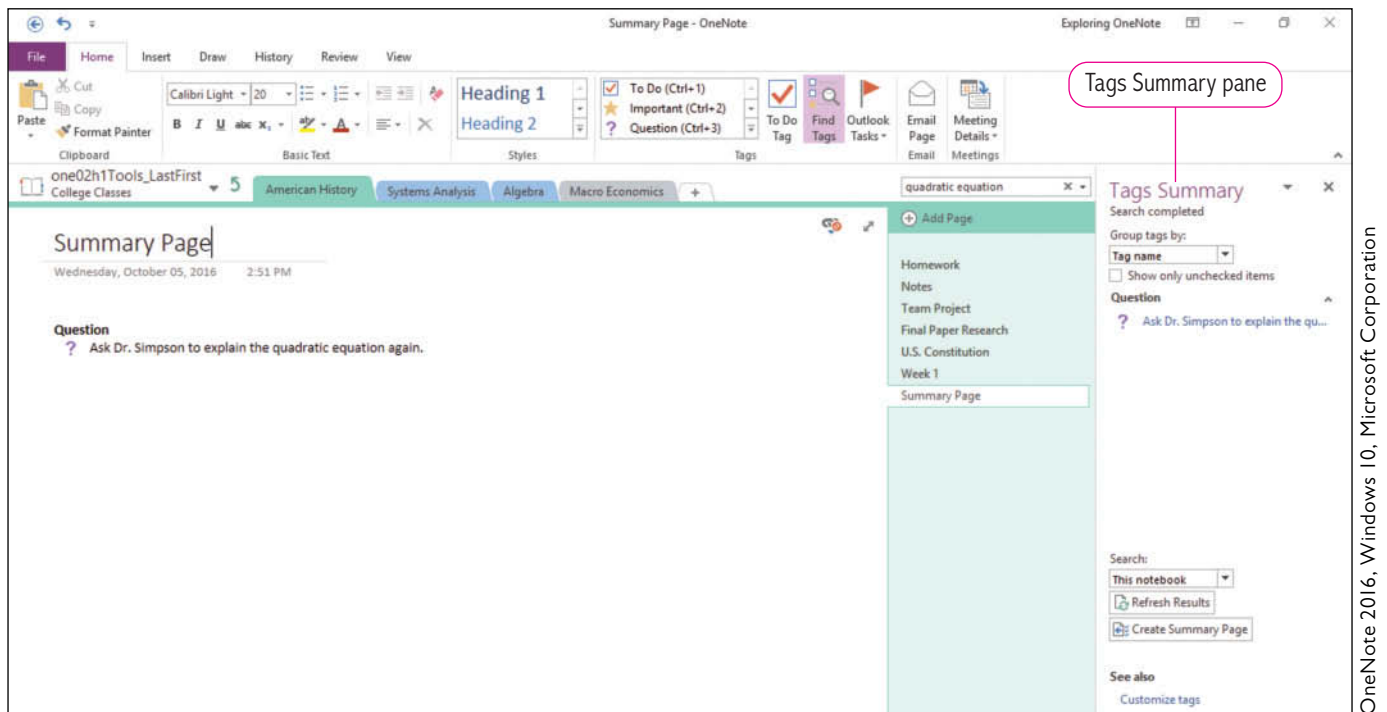 Summary Page - OneNote
Exploring OneNote
File Home Insert Draw History Review View
Paste
Cut
Copy
Format Painter
Clipboard
Calibri Light 20
B I U abc X,
Basic Text
Heading 1
Heading 2
Styles
To Do (Ctrl+1)
Important (Ctrl+2)
Question (Ctrl+3)
To Do Tag
Find Tags
Outlook Tasks
Tags
Email Page
Email
Meeting Details
Meetings
Tags Summary pane
one02h1Tools_LastFirst
College Classes
5
American History Systems Analysis Algebra Macro Economics +
quadratic equation
Summary Page
Wednesday, October 05, 2016 2:51 PM
Question
? Ask Dr. Simpson to explain the quadratic equation again.
Add Page
Homework
Notes
Team Project
Final Paper Research
U.S. Constitution
Week 1
Summary Page
Tags Summary
Search completed
Group tags by:
Tag name
Show only unchecked items
Question
? Ask Dr. Simpson to explain the qu...
Search:
This notebook
Refresh Results
Create Summary Page
See also
Customize tags
OneNote 2016, Windows 10, Microsoft Corporation